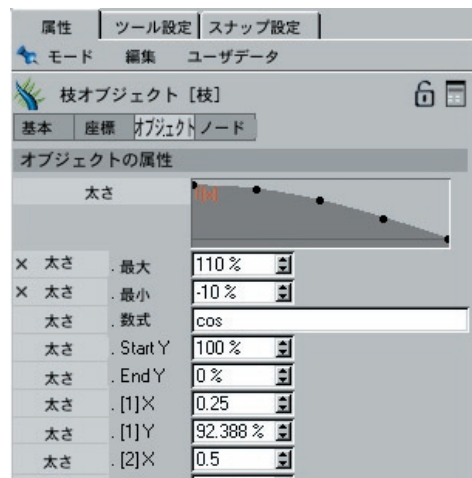 属性 ツール設定 スナップ設定
モード 編集 ユーザデータ
枝オブジェクト [枝]
基本 座標 オブジェクト ノード
オブジェクトの属性
太さ
× 太さ . 最大 110 %
× 太さ . 最小 -10 %
太さ . 数式 cos
太さ . Start Y 100 %
太さ . End Y 0 %
太さ . [1] X 0.25
太さ . [1] Y 92.388 %
太さ . [2] X 0.5